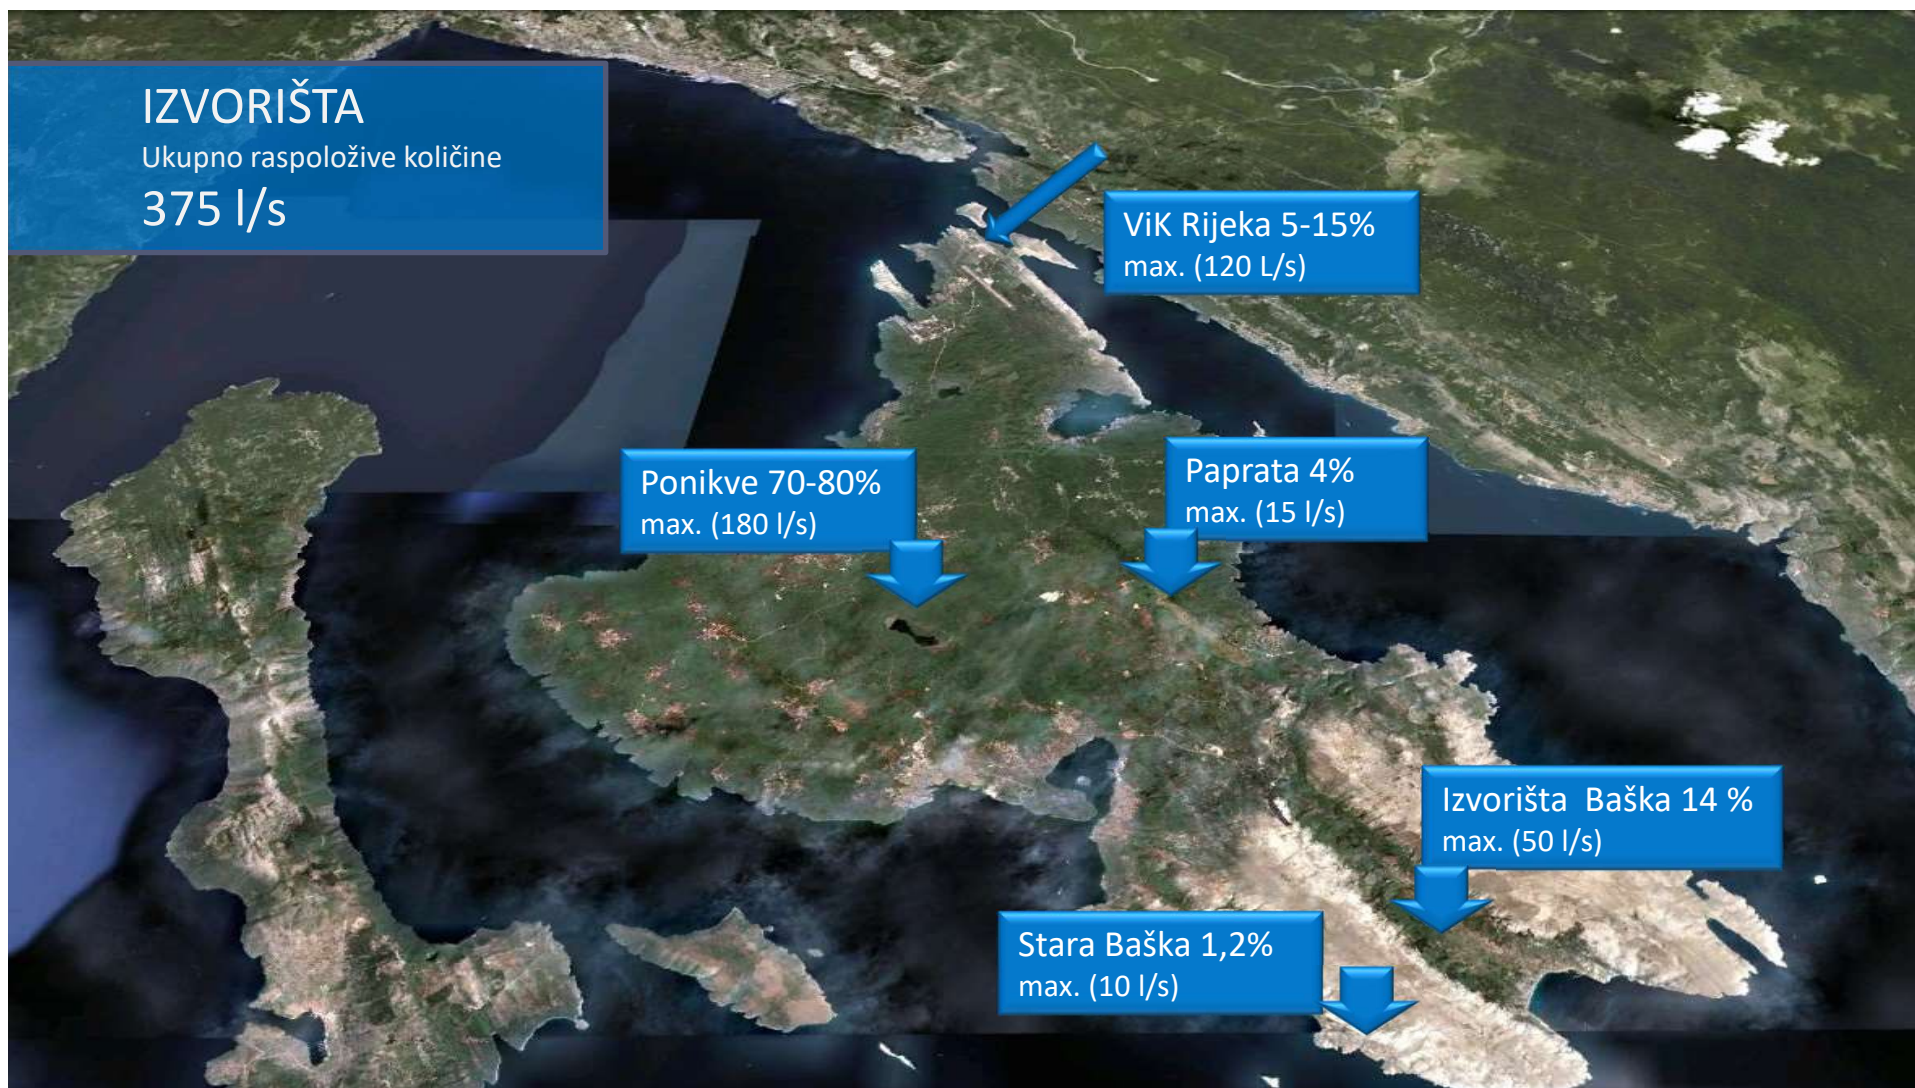 IZVORIŠTA
Ukupno raspoložive količine
375 l/s
ViK Rijeka 5-15%
max. (120 L/s)
Ponikve 70-80%
max. (180 l/s)
Paprata 4%
max. (15 l/s)
Izvorišta  Baška 14 %
max. (50 l/s)
Stara Baška 1,2%
max. (10 l/s)